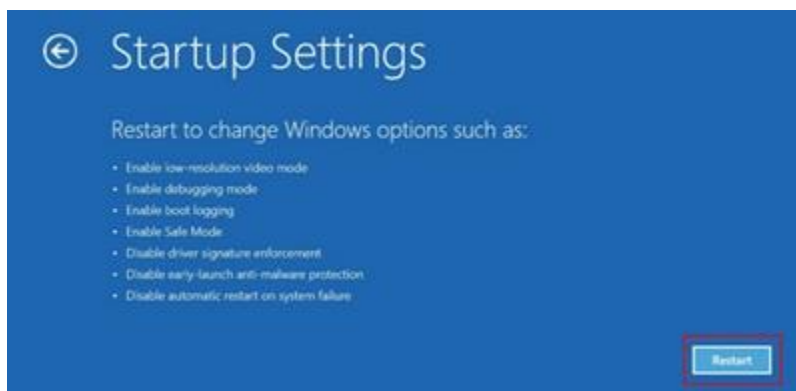 Startup Settings
Restart to change Windows options such as:
• Enable low-resolution video mode
• Enable debugging mode
• Enable boot logging
• Enable Safe Mode
• Disable driver signature enforcement
• Disable early-launch anti-malware protection
• Disable automatic restart on system failure
Restart